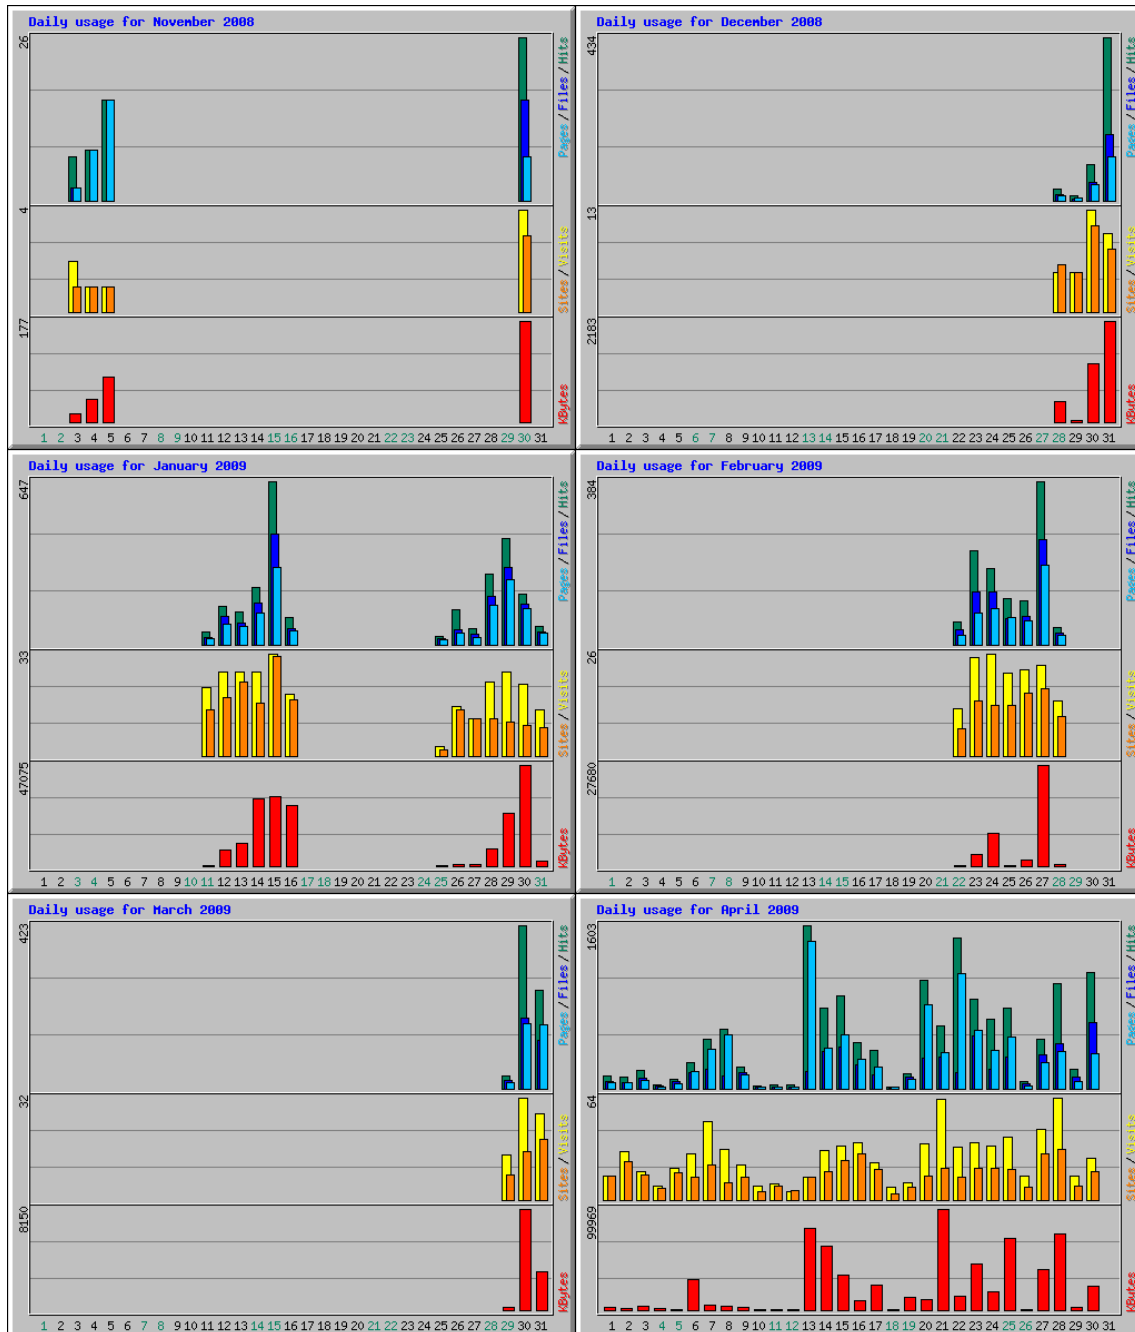 Daily usage for November 2008
26
Pages / Files / Hits
4
Sites / Visits
177
KBytes
1 2 3 4 5 6 7 8 9 10 11 12 13 14 15 16 17 18 19 20 21 22 23 24 25 26 27 28 29 30 31
Daily usage for December 2008
434
Pages / Files / Hits
13
Sites / Visits
2183
KBytes
1 2 3 4 5 6 7 8 9 10 11 12 13 14 15 16 17 18 19 20 21 22 23 24 25 26 27 28 29 30 31
Daily usage for January 2009
647
Pages / Files / Hits
33
Sites / Visits
47075
KBytes
1 2 3 4 5 6 7 8 9 10 11 12 13 14 15 16 17 18 19 20 21 22 23 24 25 26 27 28 29 30 31
Daily usage for February 2009
384
Pages / Files / Hits
26
Sites / Visits
27680
KBytes
1 2 3 4 5 6 7 8 9 10 11 12 13 14 15 16 17 18 19 20 21 22 23 24 25 26 27 28 29 30 31
Daily usage for March 2009
423
Pages / Files / Hits
32
Sites / Visits
8150
KBytes
1 2 3 4 5 6 7 8 9 10 11 12 13 14 15 16 17 18 19 20 21 22 23 24 25 26 27 28 29 30 31
Daily usage for April 2009
1603
Pages / Files / Hits
64
Sites / Visits
99969
KBytes
1 2 3 4 5 6 7 8 9 10 11 12 13 14 15 16 17 18 19 20 21 22 23 24 25 26 27 28 29 30 31